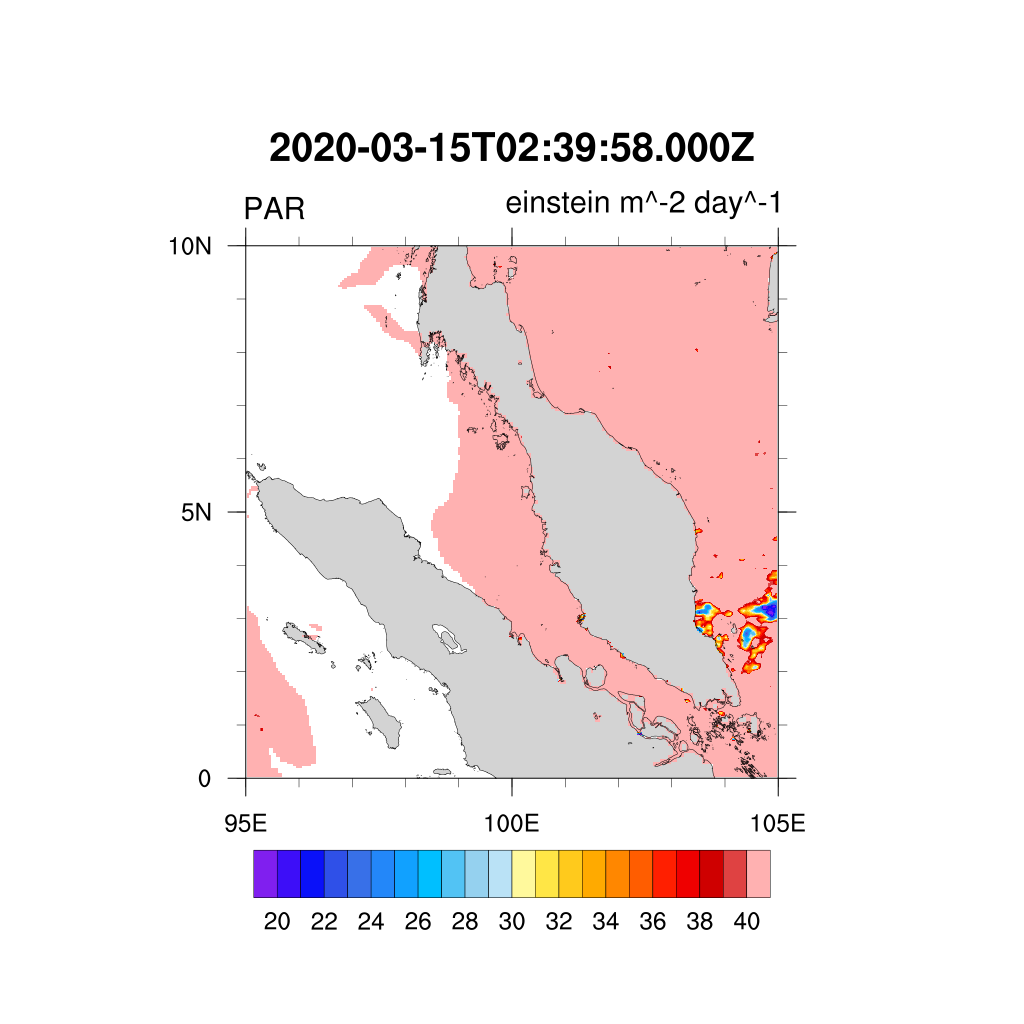 2020-03-15T02:39:58.000Z
PAR einstein m^-2 day^-1
10N
5N
0
95E 100E 105E
20 22 24 26 28 30 32 34 36 38 40